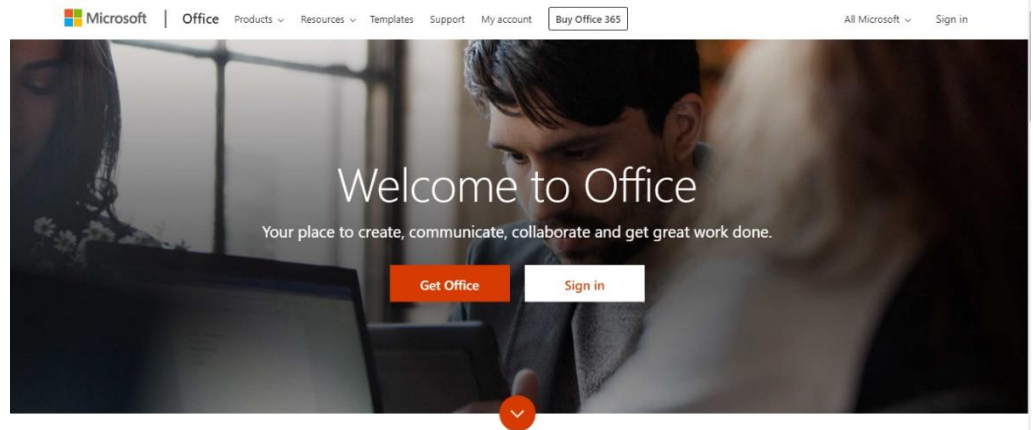 Microsoft Office Products Resources Templates Support My account Buy Office 365 All Microsoft Sign in
Welcome to Office
Your place to create, communicate, collaborate and get great work done.
Get Office Sign in